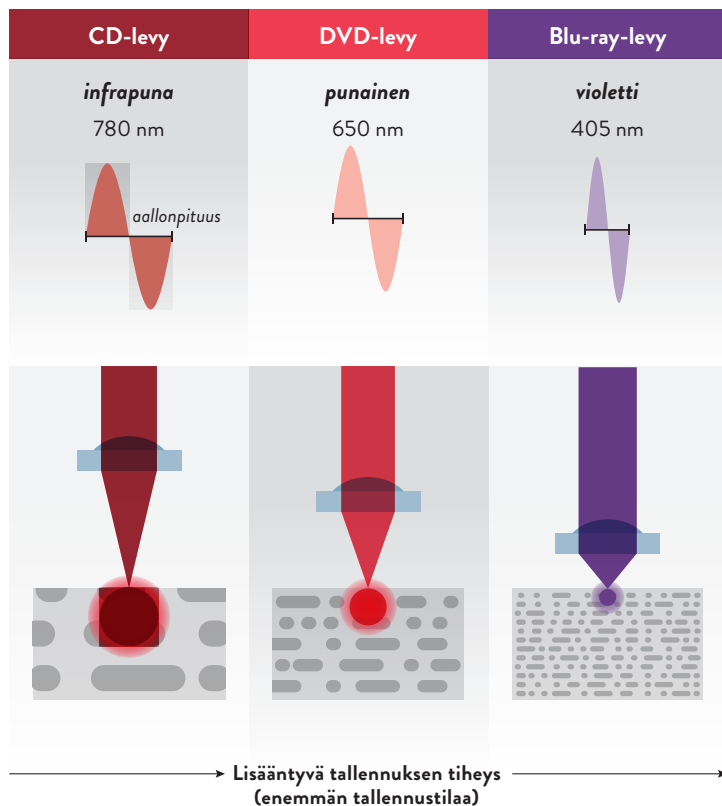 CD-levy
DVD-levy
Blu-ray-levy
infrapuna
780 nm
punainen
650 nm
violetti
405 nm
aallonpituus
Lisääntyvä tallennuksen tiheys
(enemmän tallennustilaa)